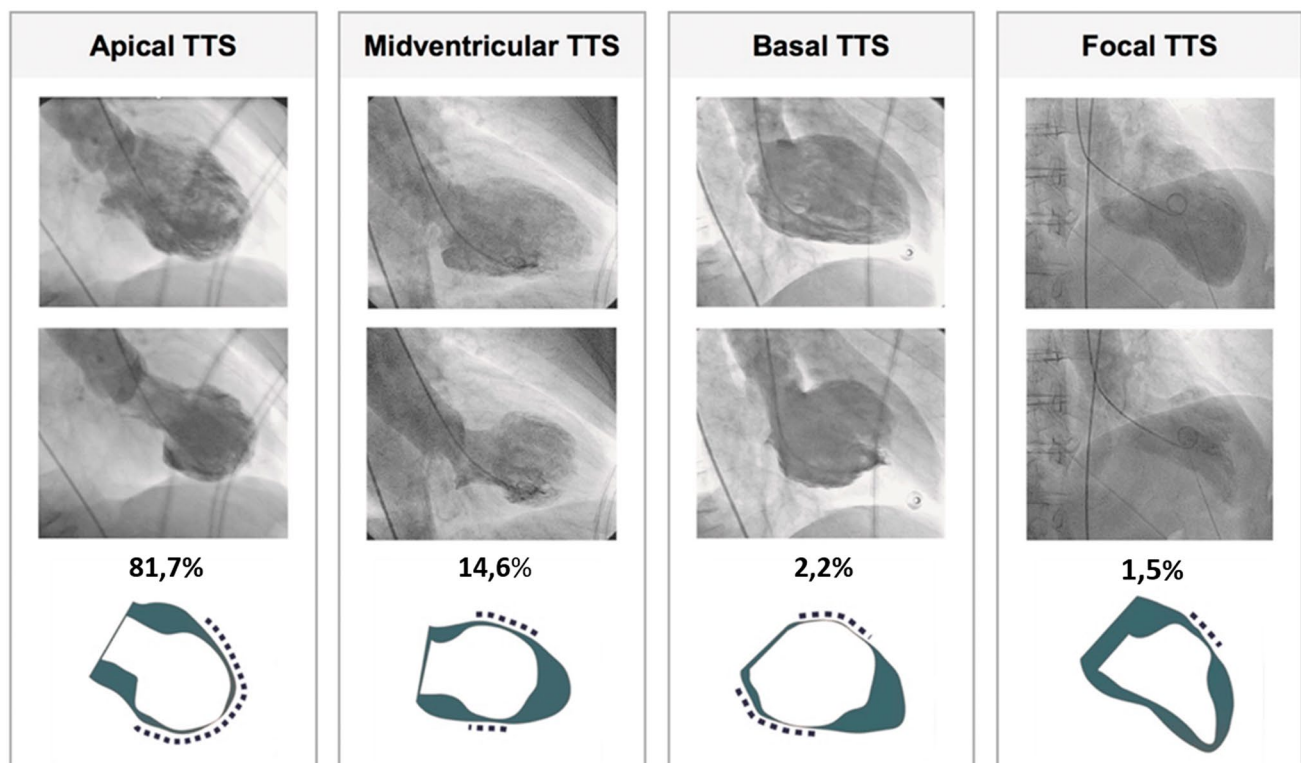 Apical TTS
Midventricular TTS
Basal TTS
Focal TTS
81,7%
14,6%
2,2%
1,5%